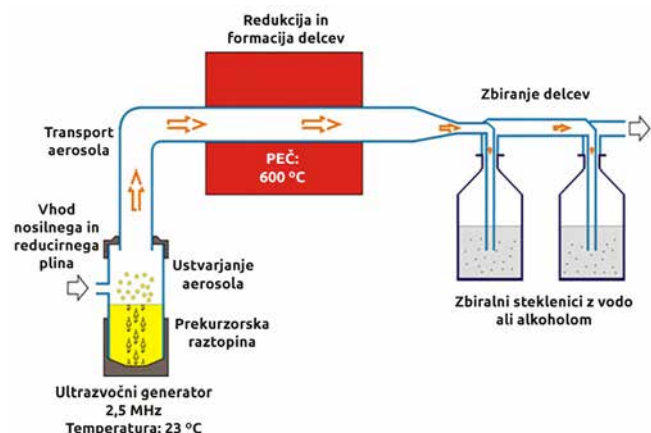 Redukcija in
formacija delcev
Zbiranje delcev
Transport
aerosola
PEČ:
600 °C
Vhod
nosilnega in
reducirnega
plina
Ustvarjanje
aerosola
Prekurzorska
raztopina
Zbiralni steklenici z vodo
ali alkoholom
Ultrazvočni generator
2,5 MHz
Temperatura: 23 °C